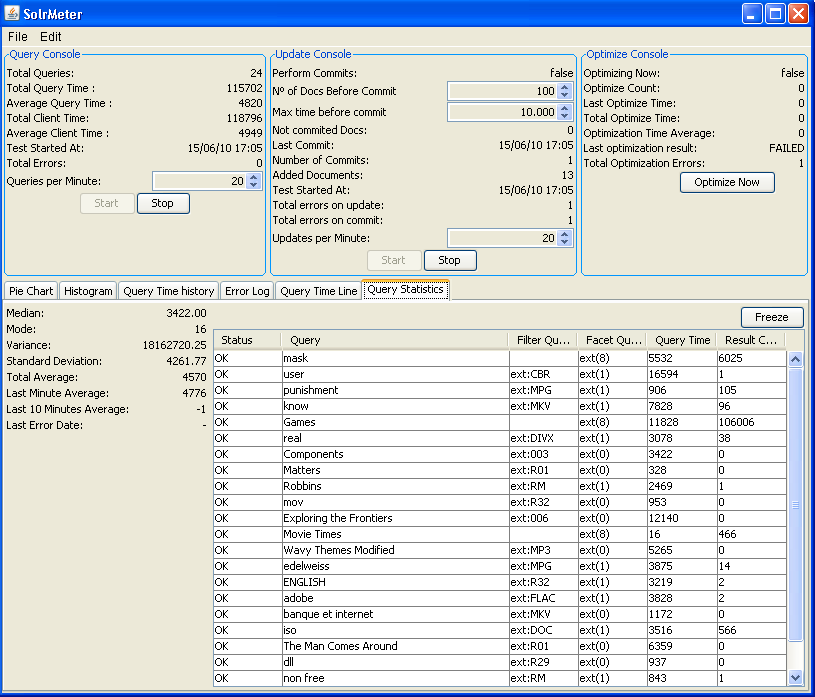 SolrMeter
File Edit
Query Console
Total Queries: 24
Total Query Time : 115702
Average Query Time : 4820
Total Client Time : 118796
Average Client Time : 4949
Test Started At: 15/06/10 17:05
Total Errors: 0
Queries per Minute: 20
Start Stop
Update Console
Perform Commits: false
Nº of Docs Before Commit 100
Max time before commit 10.000
Not commited Docs: 0
Last Commit: 15/06/10 17:05
Number of Commits: 1
Added Documents: 13
Test Started At: 15/06/10 17:05
Total errors on update: 1
Total errors on commit: 1
Updates per Minute: 20
Start Stop
Optimize Console
Optimizing Now: false
Optimize Count: 0
Last Optimize Time: 0
Total Optimize Time: 0
Optimization Time Average: 0
Last optimization result: FAILED
Total Optimization Errors: 1
Optimize Now
Pie Chart Histogram Query Time history Error Log Query Time Line Query Statistics
Median: 3422.00
Mode: 16
Variance: 18162720.25
Standard Deviation: 4261.77
Total Average: 4570
Last Minute Average: 4776
Last 10 Minutes Average: -1
Last Error Date: -
Freeze
Status Query Filter Qu... Facet Qu... Query Time Result C...
OK mask ext(8) 5532 6025
OK user ext:CBR ext(1) 16594 1
OK punishment ext:MPG ext(1) 906 105
OK know ext:MKV ext(1) 7828 96
OK Games ext(8) 11828 106006
OK real ext:DIVX ext(1) 3078 38
OK Components ext:003 ext(0) 3422 0
OK Matters ext:R01 ext(0) 328 0
OK Robbins ext:RM ext(1) 2469 1
OK mov ext:R32 ext(0) 953 0
OK Exploring the Frontiers ext:006 ext(0) 12140 0
OK Movie Times ext(8) 16 466
OK Wavy Themes Modified ext:MP3 ext(0) 5265 0
OK edelweiss ext:MPG ext(1) 3875 14
OK ENGLISH ext:R32 ext(1) 3219 2
OK adobe ext:FLAC ext(1) 3828 2
OK banque et internet ext:MKV ext(0) 1172 0
OK iso ext:DOC ext(1) 3516 566
OK The Man Comes Around ext:R01 ext(0) 6359 0
OK dll ext:R29 ext(0) 937 0
OK non free ext:RM ext(1) 843 1